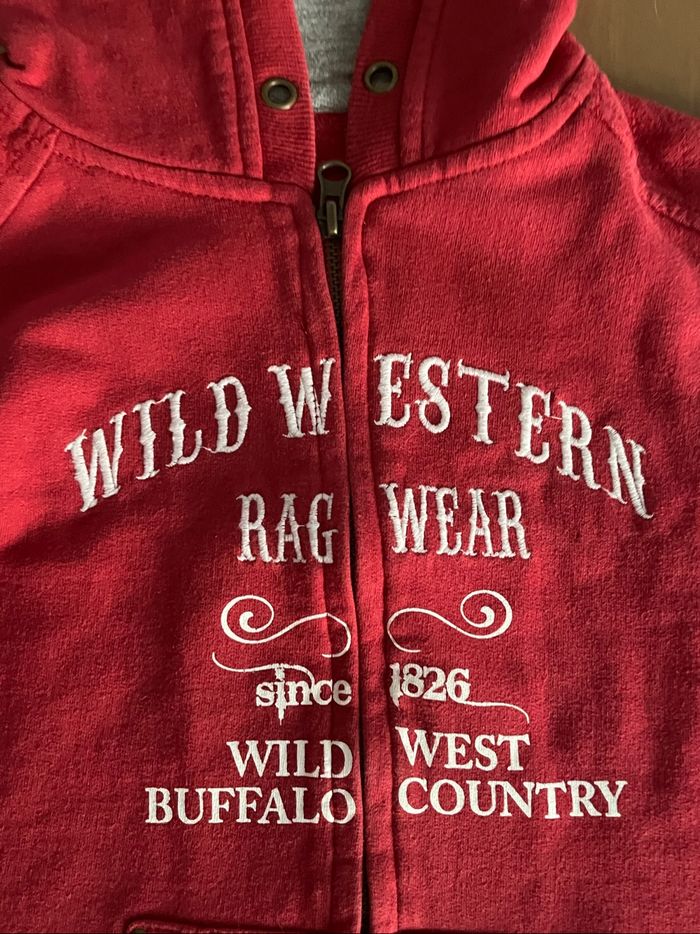 WILD WESTERN
RAG WEAR
since 1826
WILD WEST
BUFFALO COUNTRY